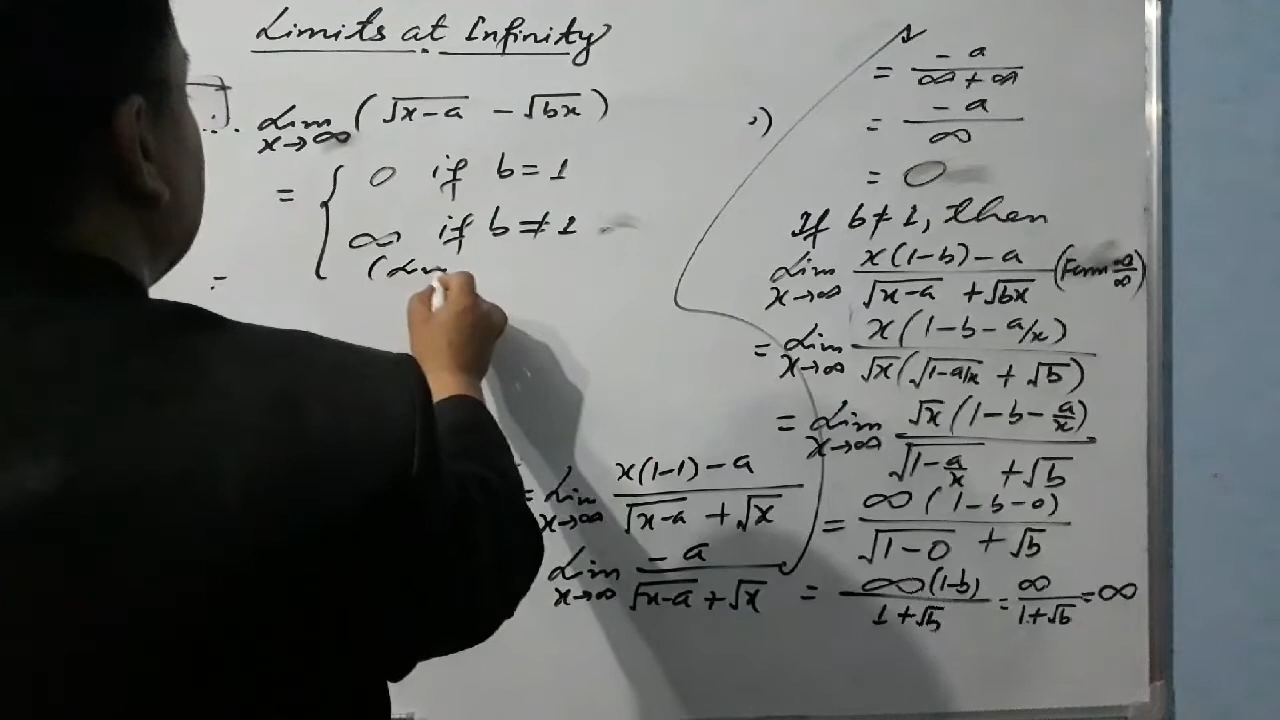 Limits at Infinity
∴ Lim x→∞ (√(x-a) - √(bx))
= { 0 if b = 1
∞ if b ≠ 1
(Lim
=
= Lim x→∞ (x(1-1) - a)/(√(x-a) + √x)
Lim x→∞ (-a)/(√(x-a) + √x)
= (-a)/(∞ + ∞)
= (-a)/∞
= 0
If b ≠ 1, then
Lim x→∞ (x(1-b) - a)/(√(x-a) + √(bx)) (Form ∞/∞)
= Lim x→∞ (x(1-b-a/x))/(√x(√(1-a/x) + √b))
= Lim x→∞ (√x(1-b-a/x))/(√(1-a/x) + √b)
= (∞(1-b-0))/(√(1-0) + √b)
= (∞(1-b))/(1+√b) = ∞/(1+√b) = ∞